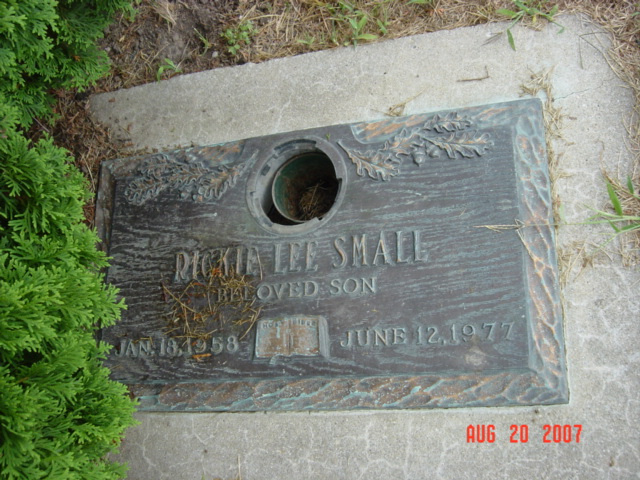 RICKIE LEE SMALL
BELOVED SON
JAN. 18, 1958
JUNE 12, 1977
AUG 20 2007